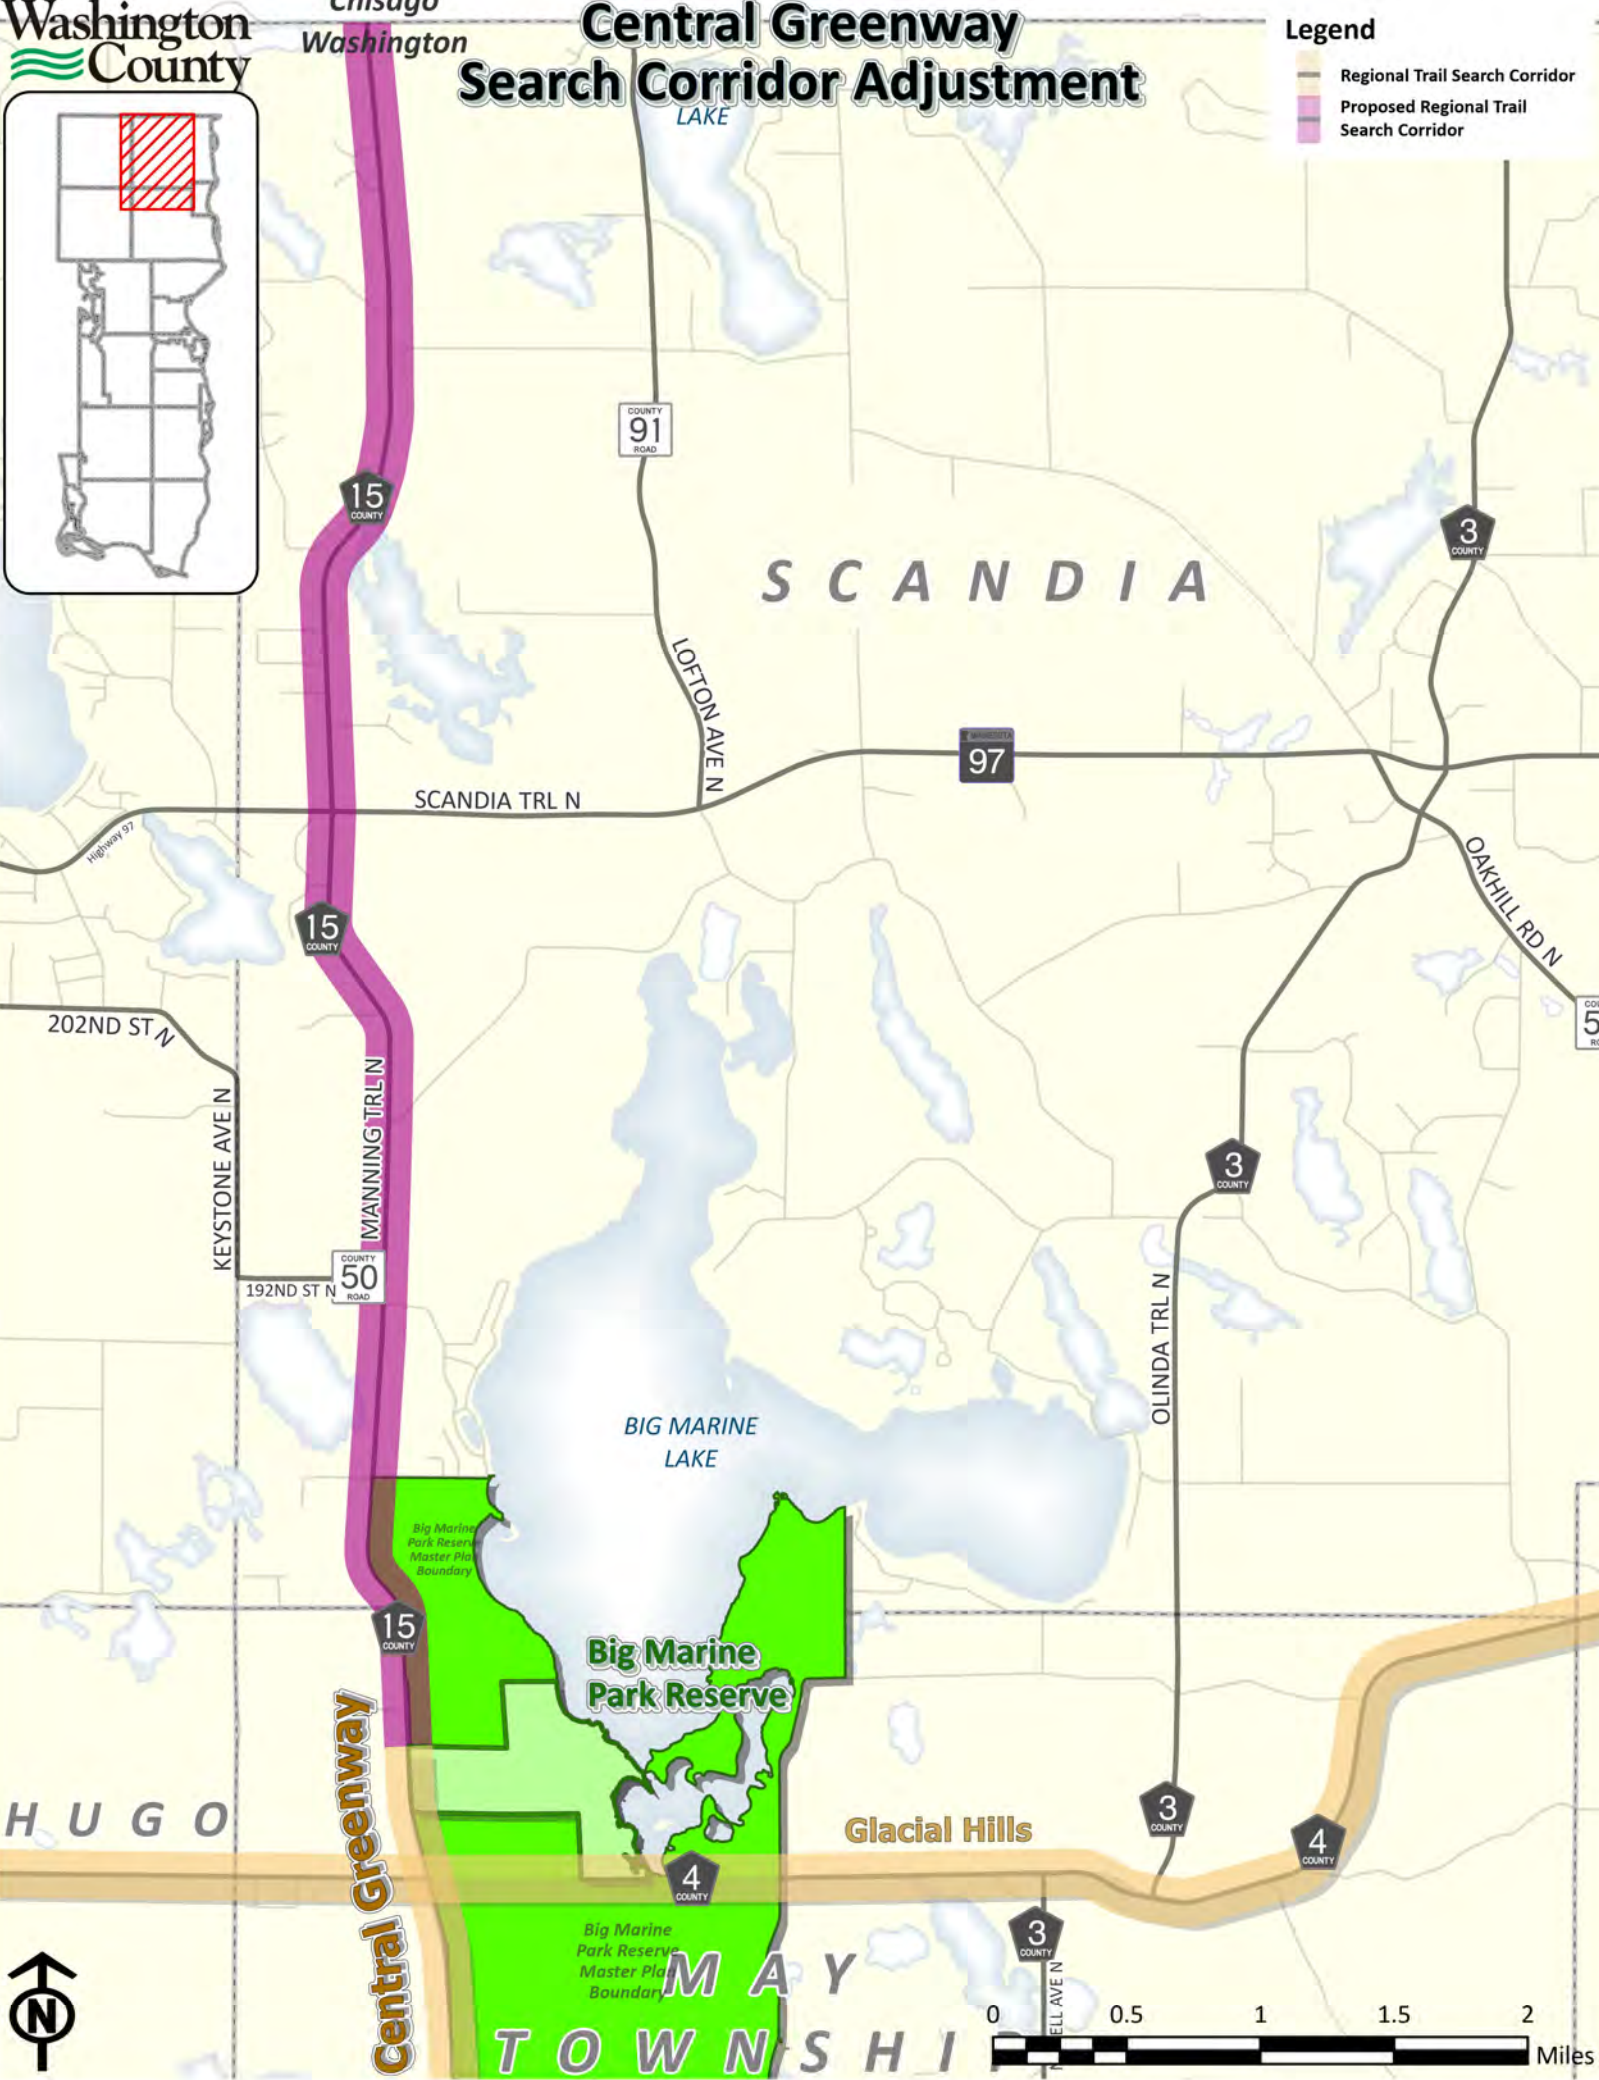 Washington
County
Chisago
Washington
Central Greenway
Search Corridor Adjustment
Legend
Regional Trail Search Corridor
Proposed Regional Trail
Search Corridor
LAKE
COUNTY
91
ROAD
15
COUNTY
3
COUNTY
SCANDIA
LOFTON AVE N
MINNESOTA
97
SCANDIA TRL N
Highway 97
OAKHILL RD N
15
COUNTY
202ND ST N
KEYSTONE AVE N
MANNING TRL N
3
COUNTY
COUNTY
50
ROAD
192ND ST N
OLINDA TRL N
BIG MARINE
LAKE
Big Marine
Park Reserve
Master Plan
Boundary
15
COUNTY
Big Marine
Park Reserve
Central Greenway
HUGO
Glacial Hills
3
COUNTY
4
COUNTY
4
COUNTY
3
COUNTY
Big Marine
Park Reserve
Master Plan
Boundary
MAY
TOWNSHIP
N
0 0.5 1 1.5 2
Miles